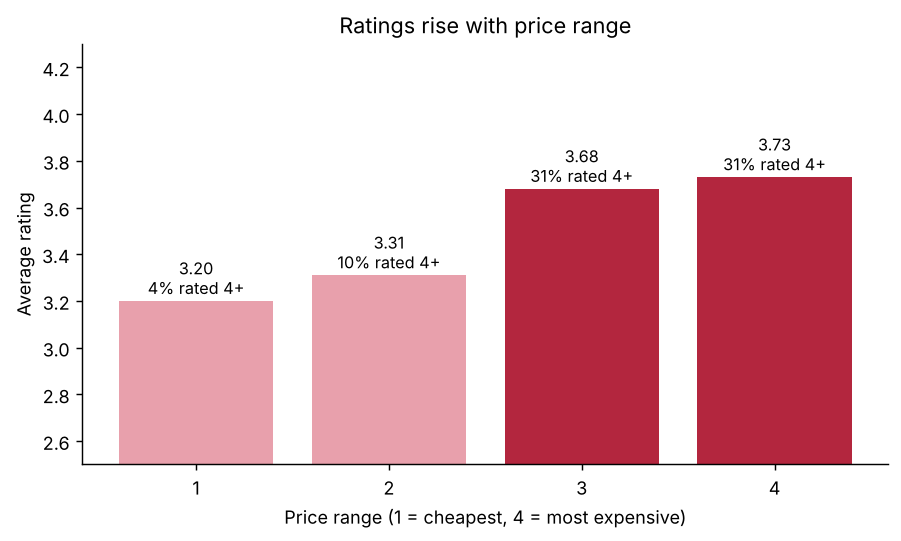 Ratings rise with price range
Average rating
4.2
4.0
3.8
3.6
3.4
3.2
3.0
2.8
2.6
3.20
4% rated 4+
3.31
10% rated 4+
3.68
31% rated 4+
3.73
31% rated 4+
1
2
3
4
Price range (1 = cheapest, 4 = most expensive)